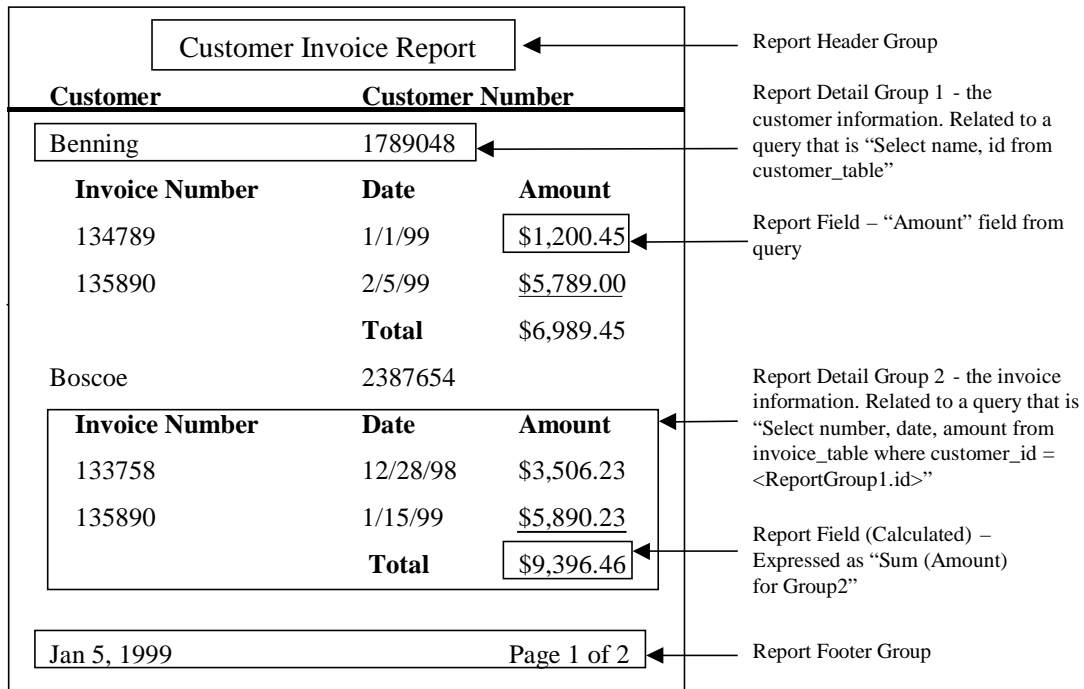 Customer Invoice Report
Report Header Group
Customer Customer Number
Report Detail Group 1 - the
customer information. Related to a
query that is “Select name, id from
customer_table”
Benning 1789048
Invoice Number Date Amount
134789 1/1/99 $1,200.45
Report Field – “Amount” field from
query
135890 2/5/99 $5,789.00
Total $6,989.45
Boscoe 2387654
Report Detail Group 2 - the invoice
information. Related to a query that is
“Select number, date, amount from
invoice_table where customer_id =
<ReportGroup1.id>”
Invoice Number Date Amount
133758 12/28/98 $3,506.23
135890 1/15/99 $5,890.23
Total $9,396.46
Report Field (Calculated) –
Expressed as “Sum (Amount)
for Group2”
Jan 5, 1999 Page 1 of 2
Report Footer Group